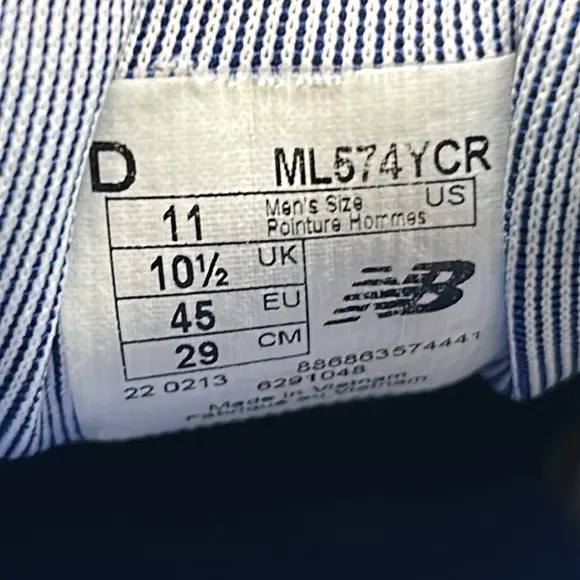 D ML574YCR
11 Men's Size US
Pointure Hommes
10½ UK
45 EU
29 CM
NB
886863574441
22 0213 6291048
Made in Vietnam
Fabriqué au Vietnam